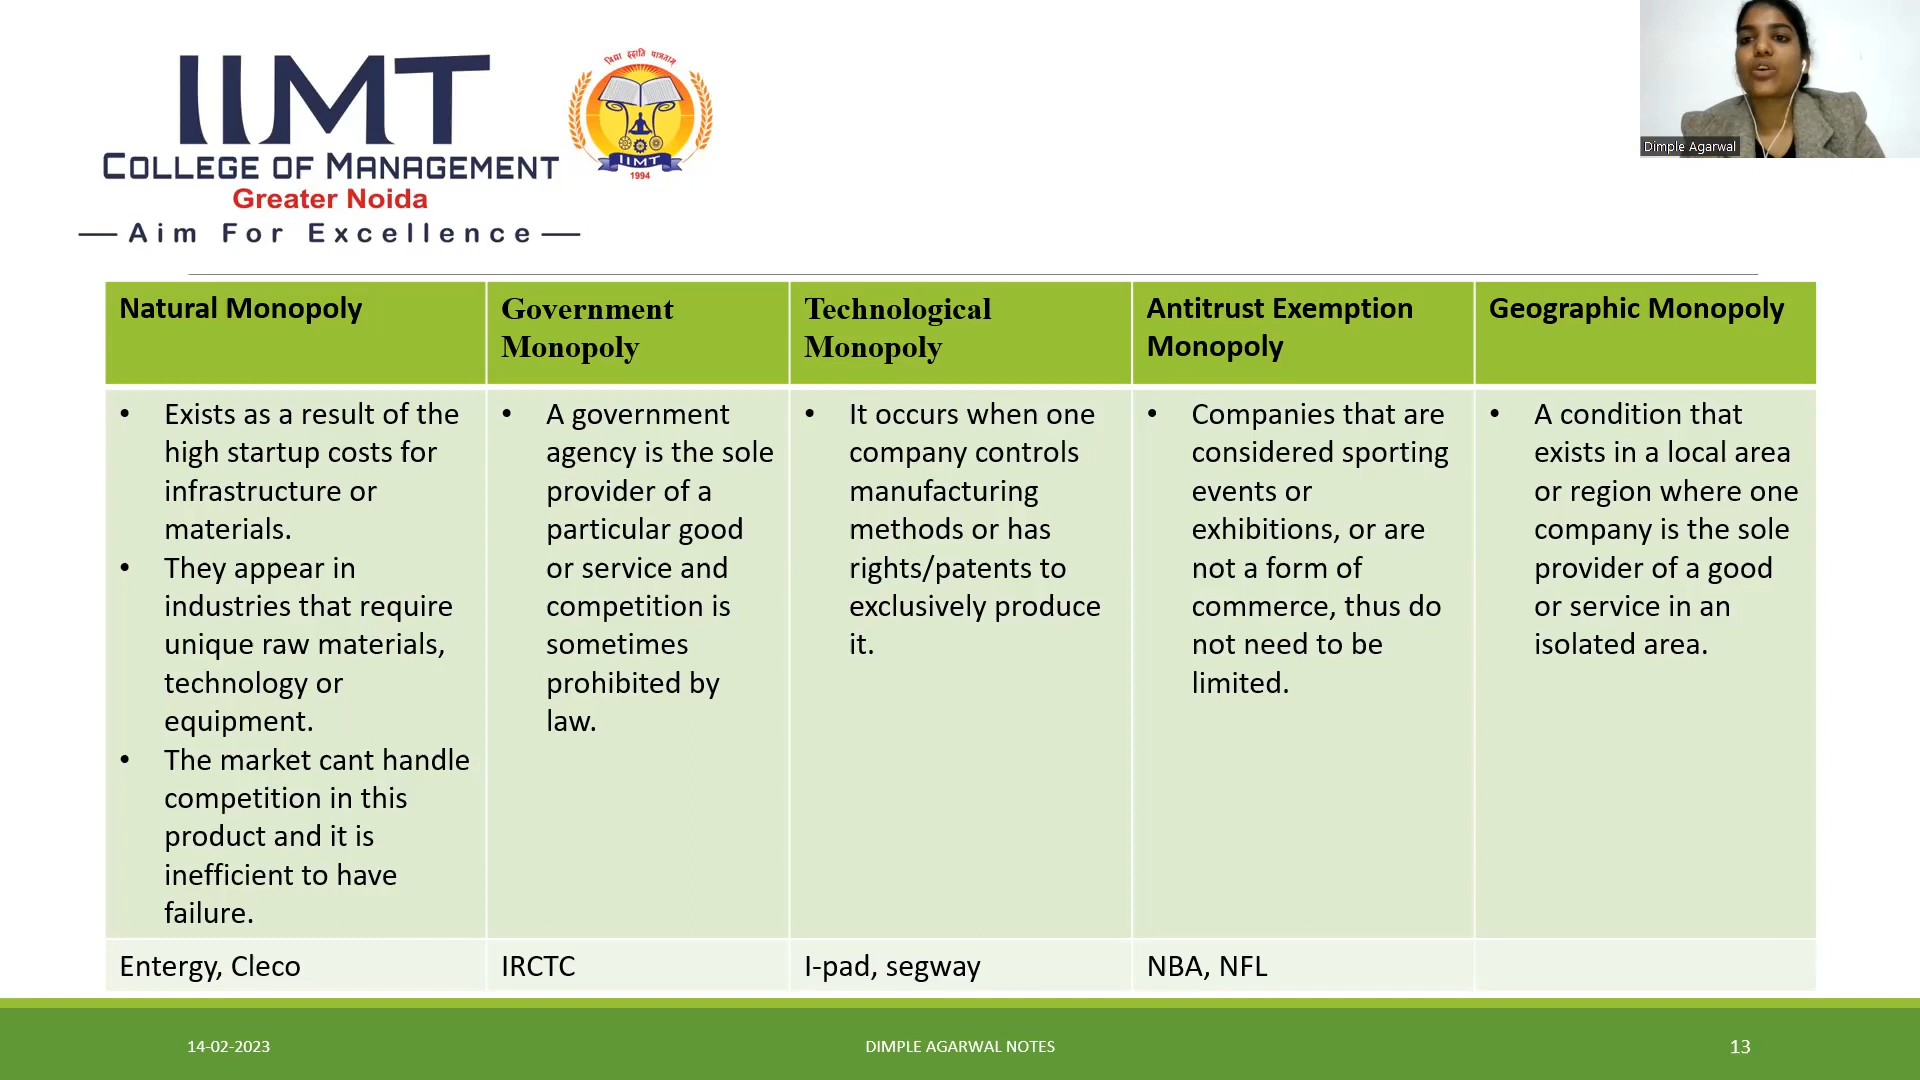 IIMT
COLLEGE OF MANAGEMENT
Greater Noida
Aim For Excellence
विद्या ददाति पात्रताम्
IIMT
1994
Dimple Agarwal
Natural Monopoly
Government
Monopoly
Technological
Monopoly
Antitrust Exemption
Monopoly
Geographic Monopoly
• Exists as a result of the
high startup costs for
infrastructure or
materials.
• They appear in
industries that require
unique raw materials,
technology or
equipment.
• The market cant handle
competition in this
product and it is
inefficient to have
failure.
• A government
agency is the sole
provider of a
particular good
or service and
competition is
sometimes
prohibited by
law.
• It occurs when one
company controls
manufacturing
methods or has
rights/patents to
exclusively produce
it.
• Companies that are
considered sporting
events or
exhibitions, or are
not a form of
commerce, thus do
not need to be
limited.
• A condition that
exists in a local area
or region where one
company is the sole
provider of a good
or service in an
isolated area.
Entergy, Cleco
IRCTC
I-pad, segway
NBA, NFL
14-02-2023
DIMPLE AGARWAL NOTES
13